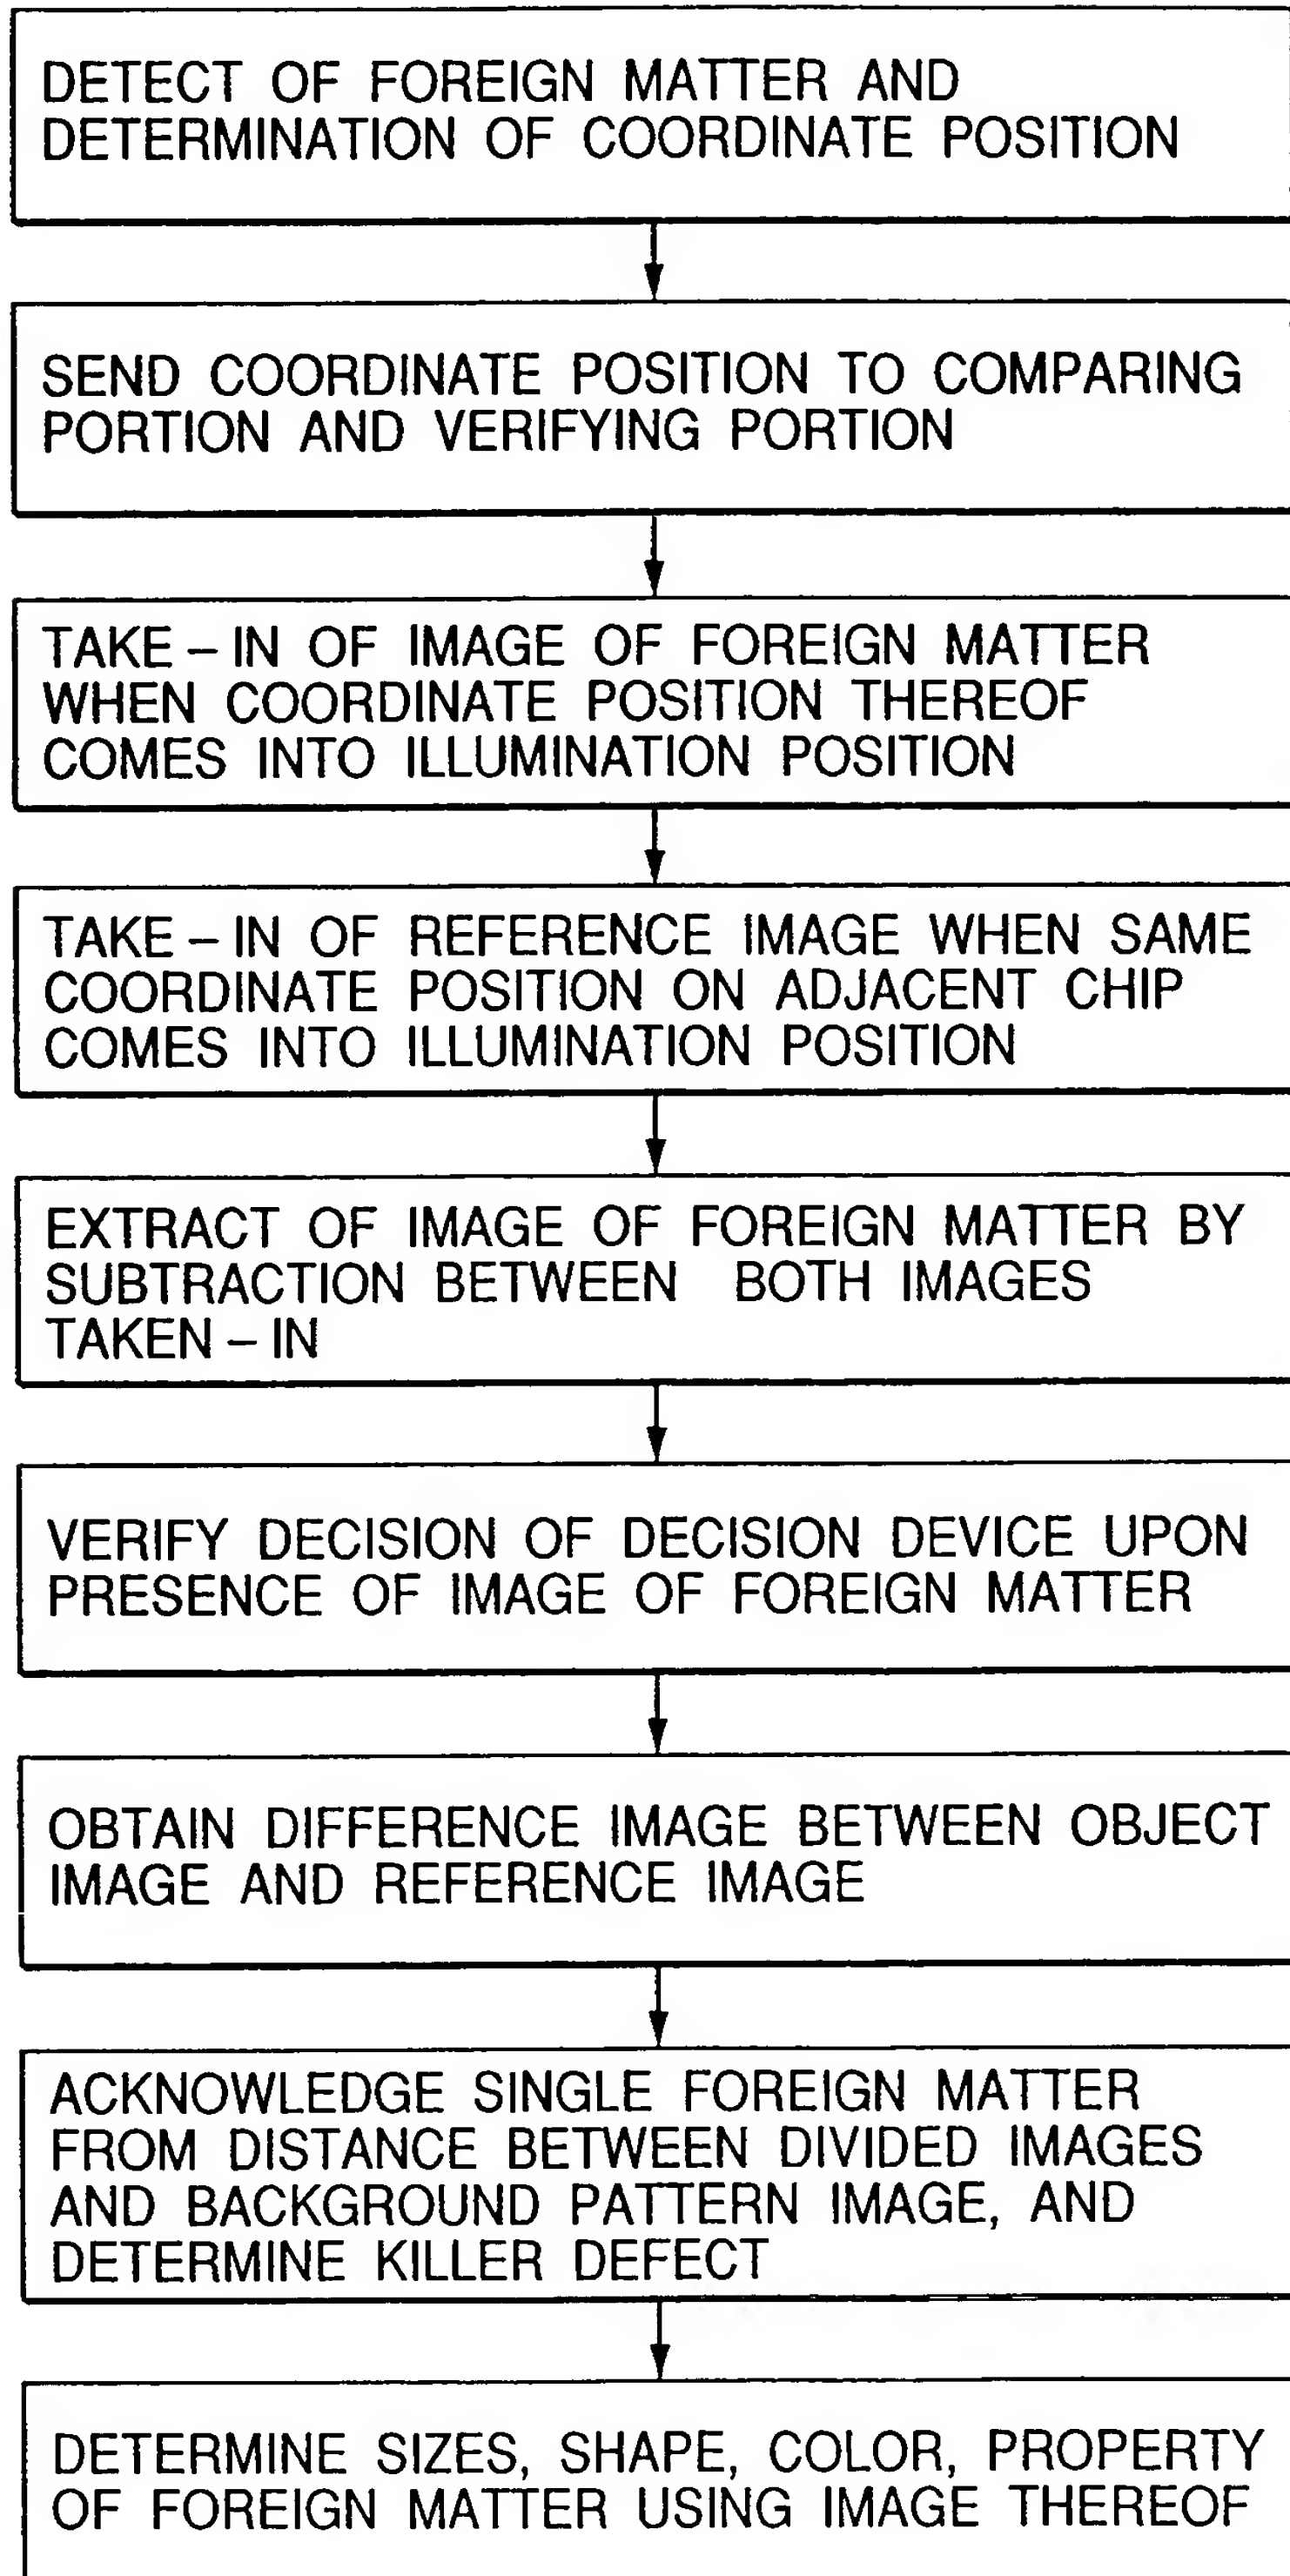 DETECT OF FOREIGN MATTER AND
DETERMINATION OF COORDINATE POSITION
SEND COORDINATE POSITION TO COMPARING
PORTION AND VERIFYING PORTION
TAKE – IN OF IMAGE OF FOREIGN MATTER
WHEN COORDINATE POSITION THEREOF
COMES INTO ILLUMINATION POSITION
TAKE – IN OF REFERENCE IMAGE WHEN SAME
COORDINATE POSITION ON ADJACENT CHIP
COMES INTO ILLUMINATION POSITION
EXTRACT OF IMAGE OF FOREIGN MATTER BY
SUBTRACTION BETWEEN BOTH IMAGES
TAKEN – IN
VERIFY DECISION OF DECISION DEVICE UPON
PRESENCE OF IMAGE OF FOREIGN MATTER
OBTAIN DIFFERENCE IMAGE BETWEEN OBJECT
IMAGE AND REFERENCE IMAGE
ACKNOWLEDGE SINGLE FOREIGN MATTER
FROM DISTANCE BETWEEN DIVIDED IMAGES
AND BACKGROUND PATTERN IMAGE, AND
DETERMINE KILLER DEFECT
DETERMINE SIZES, SHAPE, COLOR, PROPERTY
OF FOREIGN MATTER USING IMAGE THEREOF